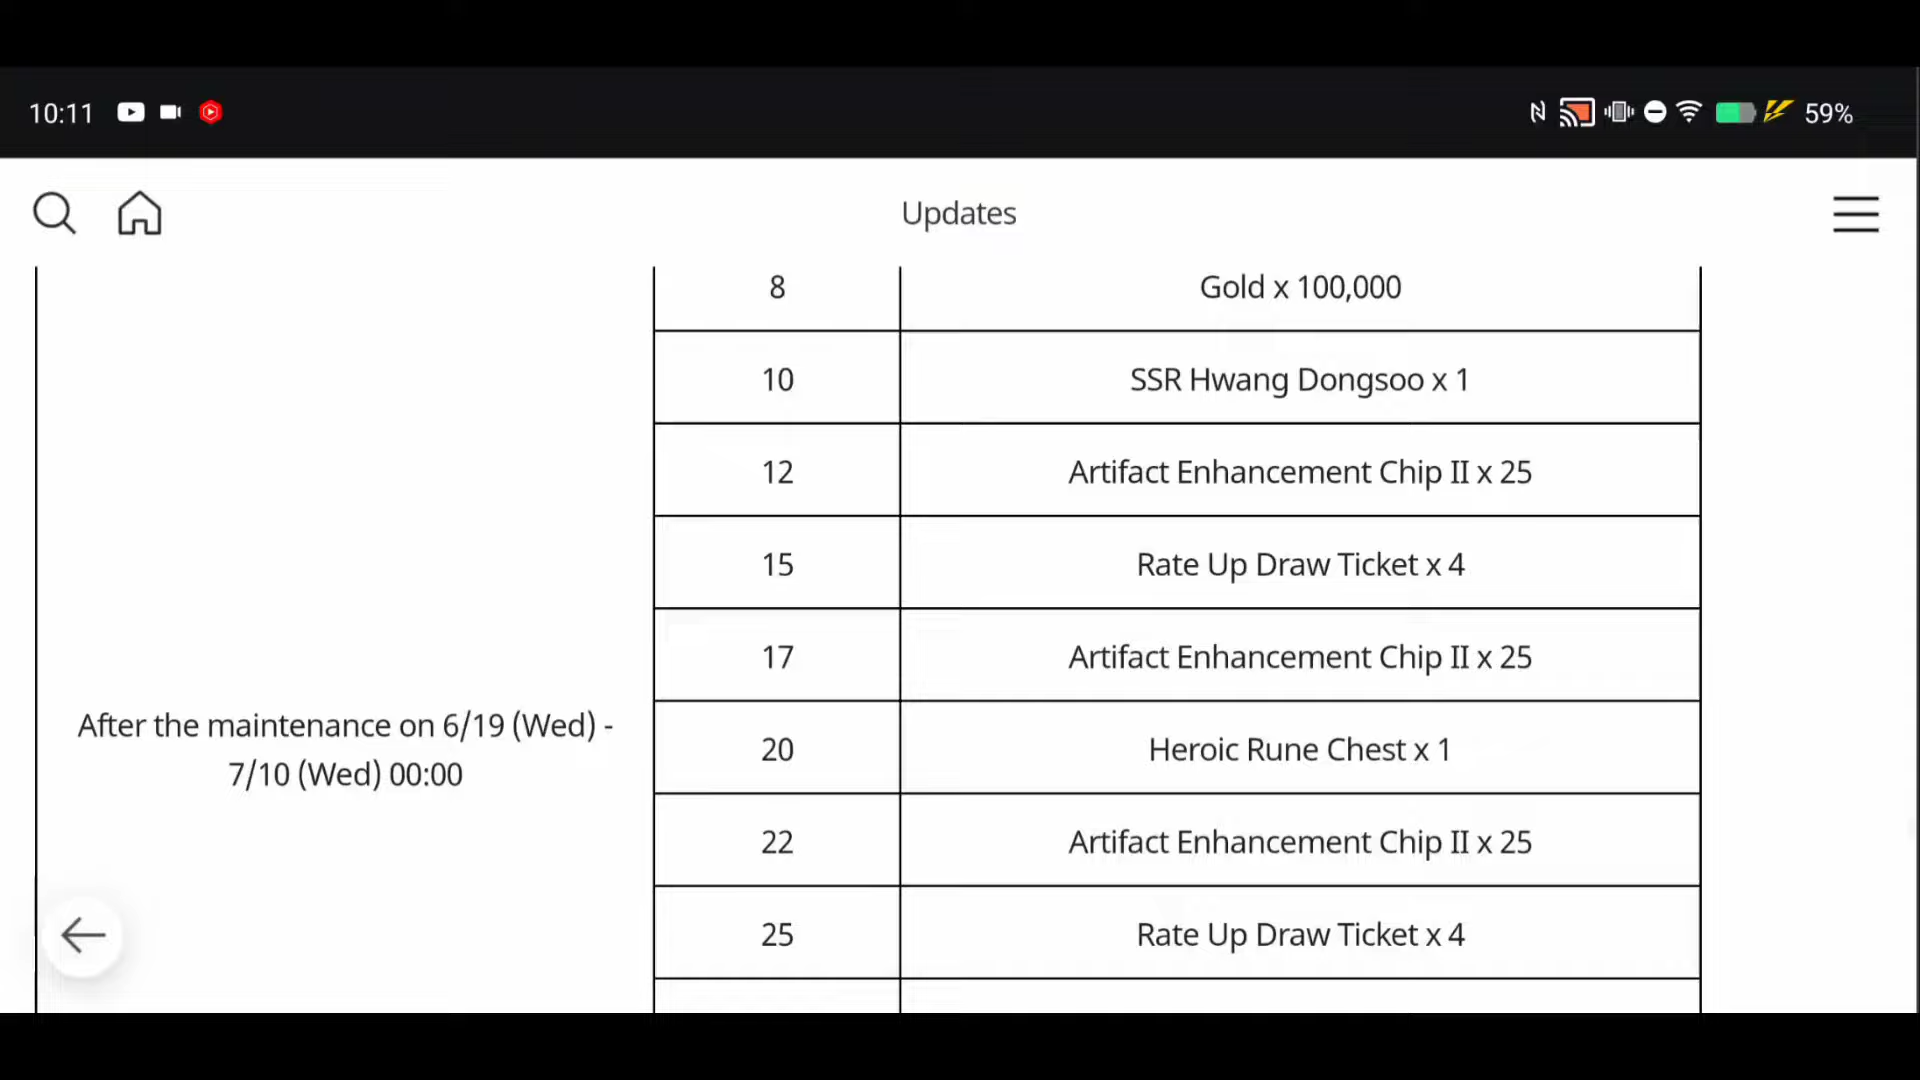 10:11
59%
Updates
8 Gold x 100,000
10 SSR Hwang Dongsoo x 1
12 Artifact Enhancement Chip II x 25
15 Rate Up Draw Ticket x 4
17 Artifact Enhancement Chip II x 25
After the maintenance on 6/19 (Wed) -
7/10 (Wed) 00:00
20 Heroic Rune Chest x 1
22 Artifact Enhancement Chip II x 25
25 Rate Up Draw Ticket x 4